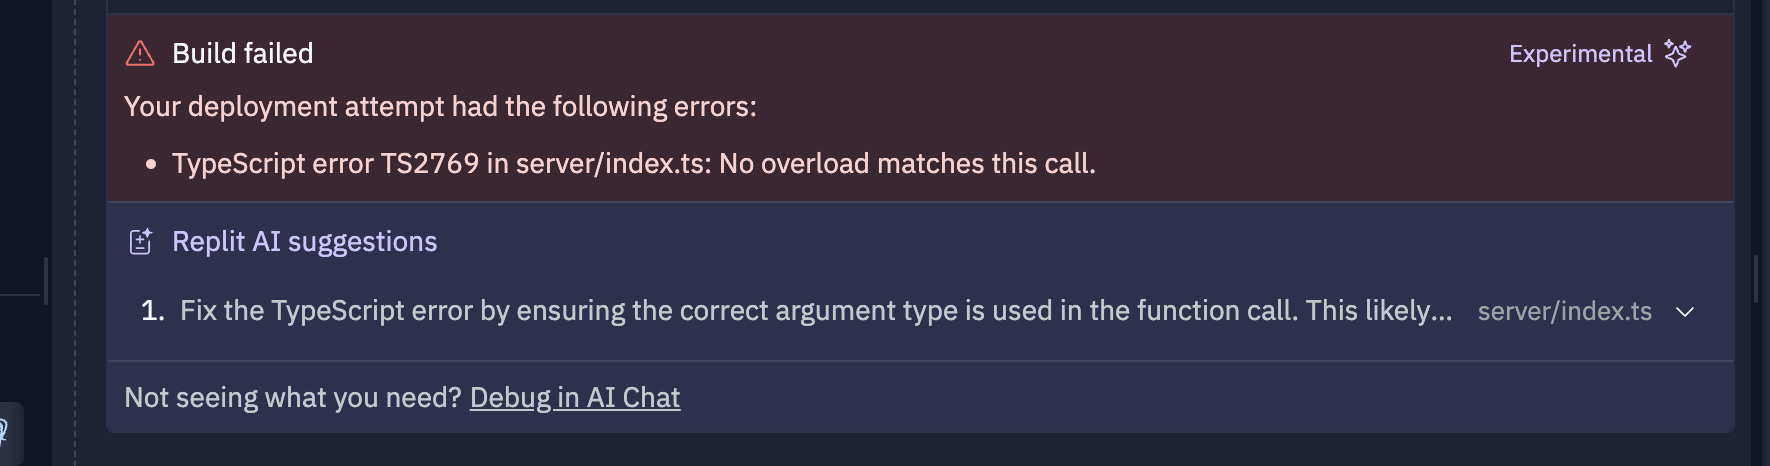 Build failed
Experimental
Your deployment attempt had the following errors:
• TypeScript error TS2769 in server/index.ts: No overload matches this call.
Replit AI suggestions
1. Fix the TypeScript error by ensuring the correct argument type is used in the function call. This likely... server/index.ts
Not seeing what you need? Debug in AI Chat